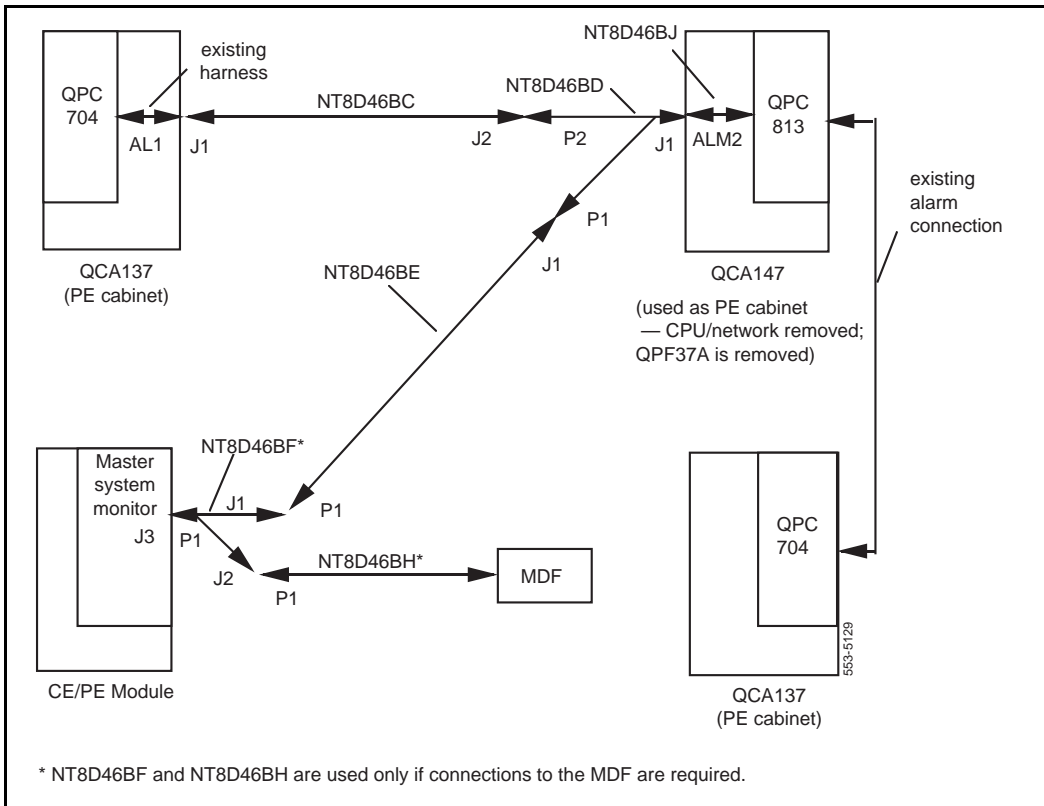 existing
harness
QPC
704
AL1
J1
NT8D46BC
J2
NT8D46BD
P2
NT8D46BJ
J1
ALM2
QPC
813
existing
alarm
connection
P1
J1
NT8D46BE
QCA137
(PE cabinet)
QCA147
(used as PE cabinet
— CPU/network removed;
QPF37A is removed)
Master
system
monitor
J3
NT8D46BF*
J1
P1
P1
J2
NT8D46BH*
P1
MDF
CE/PE Module
QPC
704
553-5129
QCA137
(PE cabinet)
* NT8D46BF and NT8D46BH are used only if connections to the MDF are required.